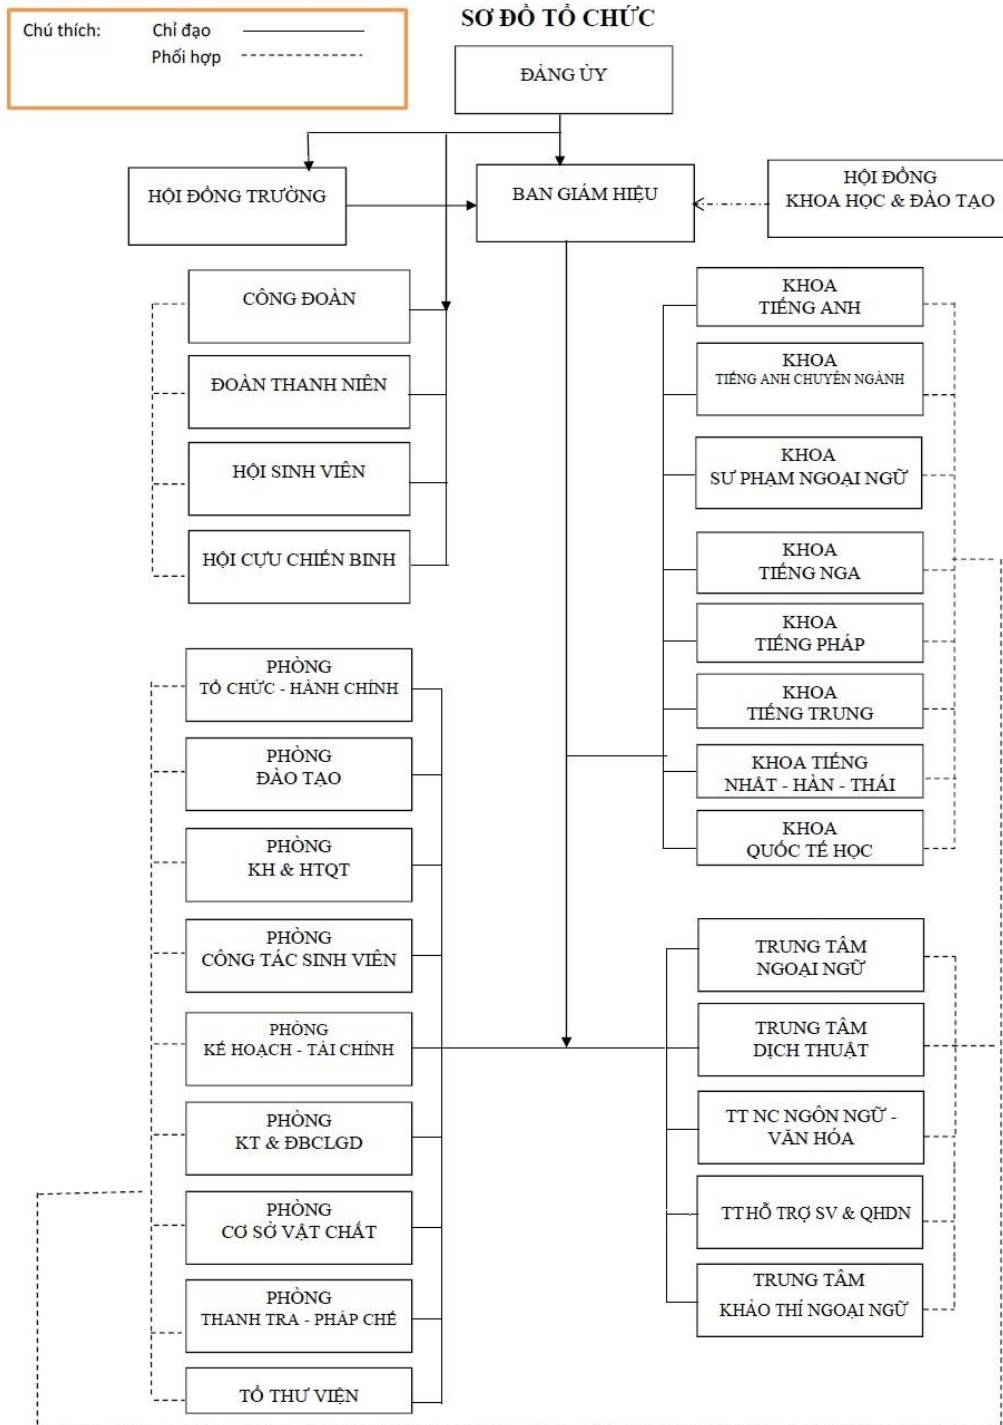 SƠ ĐỒ TỔ CHỨC
Chú thích: Chỉ đạo
Phối hợp
ĐẢNG ỦY
HỘI ĐỒNG TRƯỜNG
BAN GIÁM HIỆU
HỘI ĐỒNG
KHOA HỌC & ĐÀO TẠO
CÔNG ĐOÀN
ĐOÀN THANH NIÊN
HỘI SINH VIÊN
HỘI CỰU CHIẾN BINH
PHÒNG
TỔ CHỨC - HÀNH CHÍNH
PHÒNG
ĐÀO TẠO
PHÒNG
KH & HTQT
PHÒNG
CÔNG TÁC SINH VIÊN
PHÒNG
KẾ HOẠCH - TÀI CHÍNH
PHÒNG
KT & ĐBCLGD
PHÒNG
CƠ SỞ VẬT CHẤT
PHÒNG
THANH TRA - PHÁP CHẾ
TỔ THƯ VIỆN
KHOA
TIẾNG ANH
KHOA
TIẾNG ANH CHUYÊN NGÀNH
KHOA
SƯ PHẠM NGOẠI NGỮ
KHOA
TIẾNG NGA
KHOA
TIẾNG PHÁP
KHOA
TIẾNG TRUNG
KHOA TIẾNG
NHẬT - HÀN - THÁI
KHOA
QUỐC TẾ HỌC
TRUNG TÂM
NGOẠI NGỮ
TRUNG TÂM
DỊCH THUẬT
TT NC NGÔN NGỮ -
VĂN HÓA
TT HỖ TRỢ SV & QHDN
TRUNG TÂM
KHẢO THÍ NGOẠI NGỮ